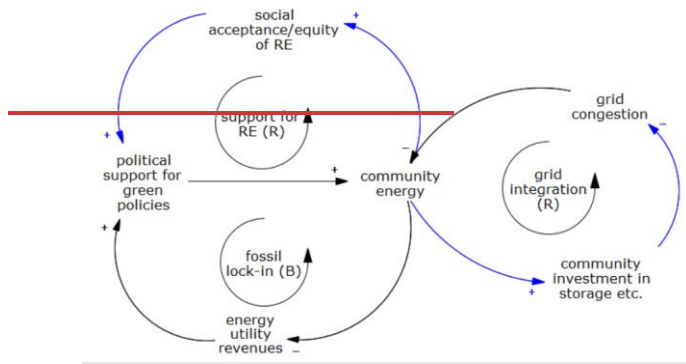 social
acceptance/equity
of RE
+
+
support for
RE (R)
grid
congestion
–
–
political
support for
green
policies
+
community
energy
grid
integration
(R)
+
fossil
lock-in (B)
community
investment in
storage etc.
+
energy
utility
revenues
–